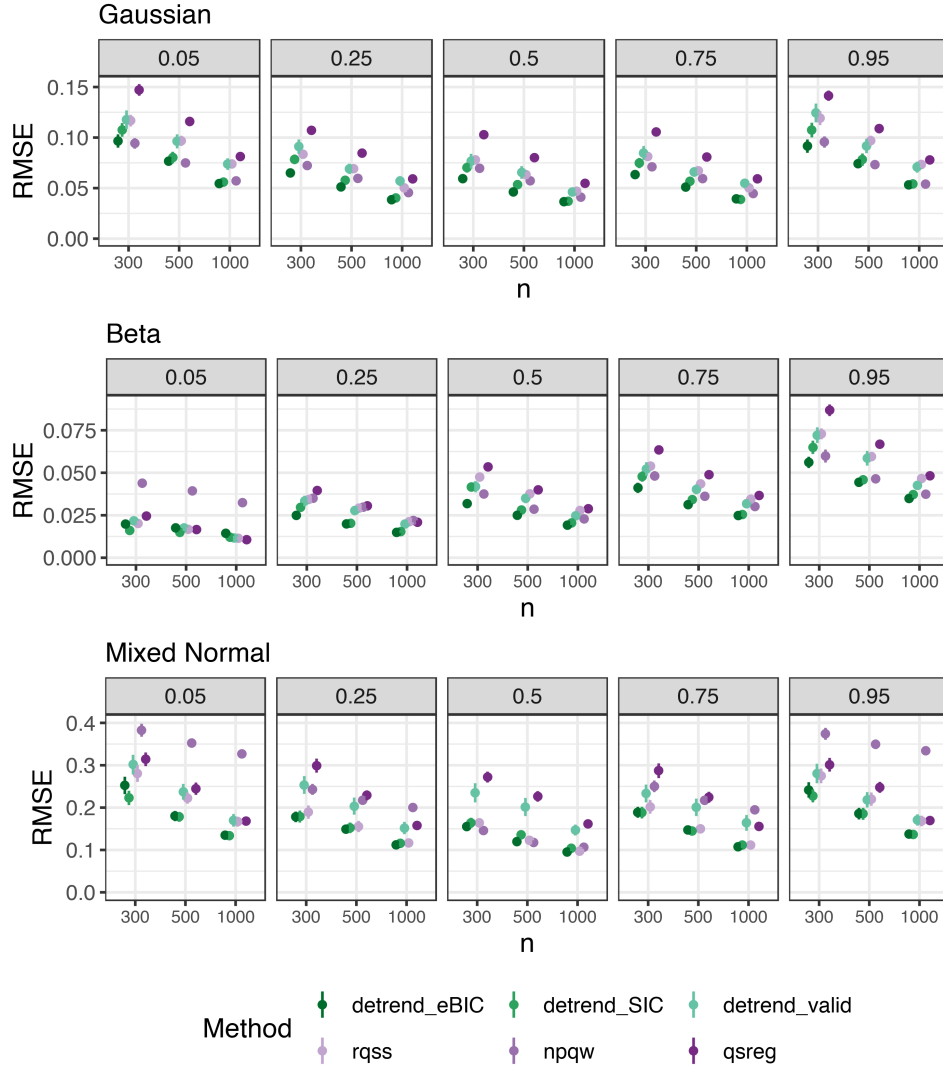 Gaussian
0.05 0.25 0.5 0.75 0.95
0.15
0.10
0.05
0.00
RMSE
300 500 1000 300 500 1000 300 500 1000 300 500 1000 300 500 1000
n
Beta
0.05 0.25 0.5 0.75 0.95
0.075
0.050
0.025
0.000
RMSE
300 500 1000 300 500 1000 300 500 1000 300 500 1000 300 500 1000
n
Mixed Normal
0.05 0.25 0.5 0.75 0.95
0.4
0.3
0.2
0.1
0.0
RMSE
300 500 1000 300 500 1000 300 500 1000 300 500 1000 300 500 1000
n
Method
detrend_eBIC detrend_SIC detrend_valid
rqss npqw qsreg